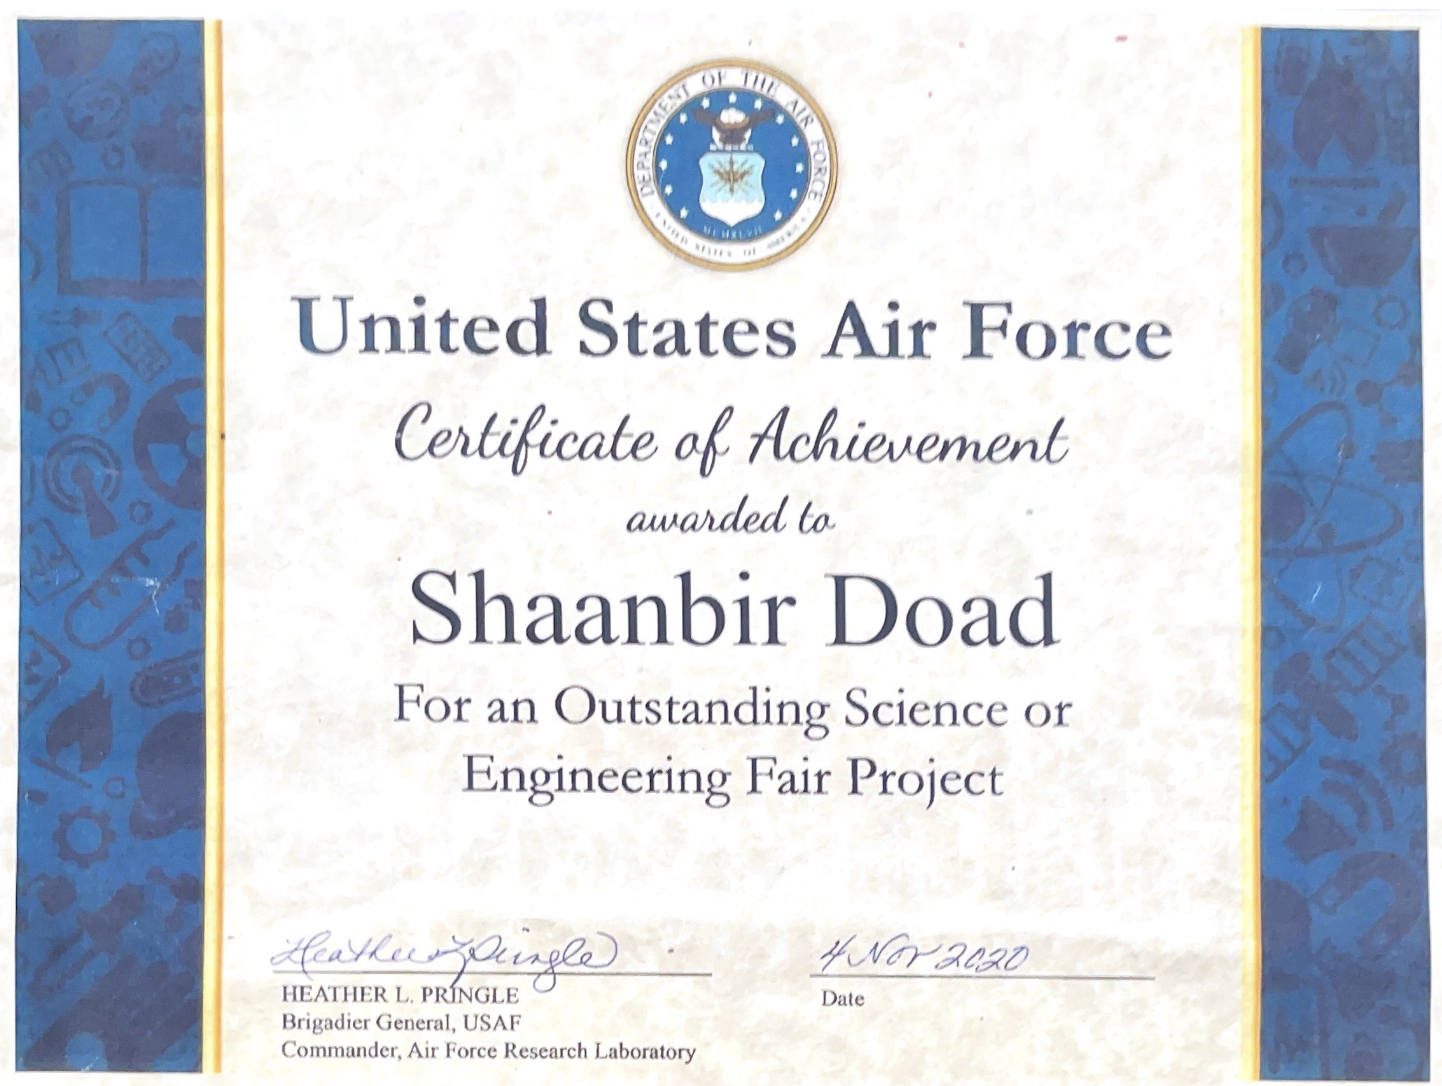 DEPARTMENT OF THE AIR FORCE
UNITED STATES OF AMERICA
MCMXLVII
United States Air Force
Certificate of Achievement
awarded to
Shaanbir Doad
For an Outstanding Science or
Engineering Fair Project
Heather L Pringle
4 Nov 2020
HEATHER L. PRINGLE
Date
Brigadier General, USAF
Commander, Air Force Research Laboratory